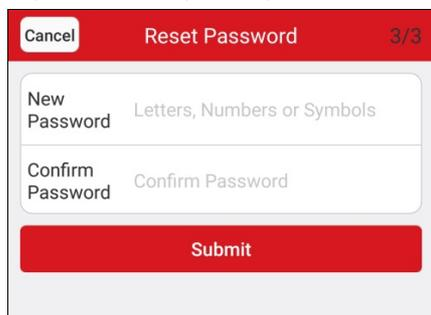 Cancel Reset Password 3/3
New
Password Letters, Numbers or Symbols
Confirm
Password Confirm Password
Submit